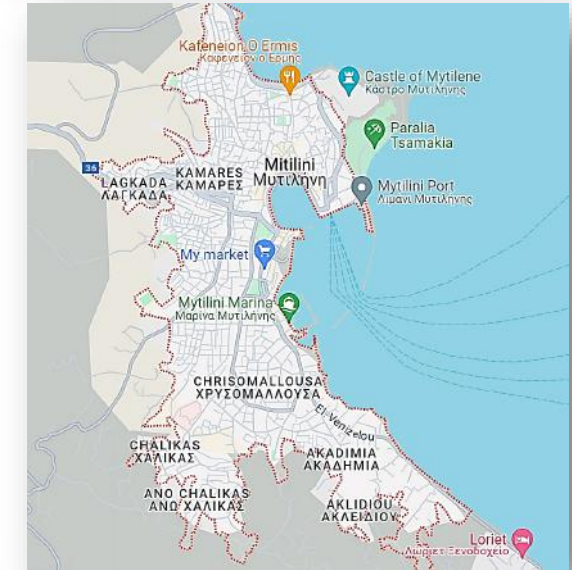 Kafeneion O Ermis
Καφενείον ο Ερμής
Castle of Mytilene
Κάστρο Μυτιλήνης
Paralia
Tsamakia
Mitilini
Μυτιλήνη
36
KAMARES
ΚΑΜΑΡΕΣ
LAGKADA
ΛΑΓΚΑΔΑ
Mytilini Port
Λιμάνι Μυτιλήνης
My market
Mytilini Marina
Μαρίνα Μυτιλήνης
CHRISOMALLOUSA
ΧΡΥΣΟΜΑΛΛΟΥΣΑ
El. Venizelou
CHALIKAS
ΧΑΛΙΚΑΣ
AKADIMIA
ΑΚΑΔΗΜΙΑ
ANO CHALIKAS
ΑΝΩ ΧΑΛΙΚΑΣ
AKLIDIOU
ΑΚΛΕΙΔΙΟΥ
Loriet
Λώριετ Ξενοδοχείο